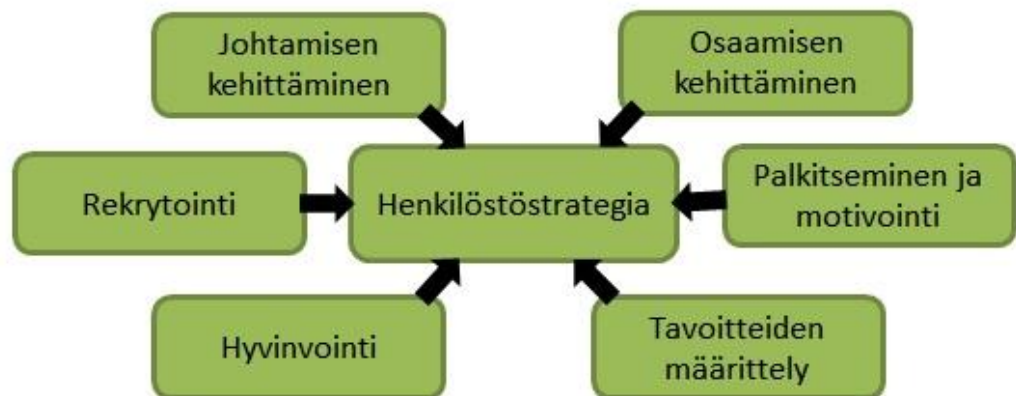 Johtamisen
kehittäminen
Osaamisen
kehittäminen
Rekrytointi
Henkilöstöstrategia
Palkitseminen ja
motivointi
Hyvinvointi
Tavoitteiden
määrittely